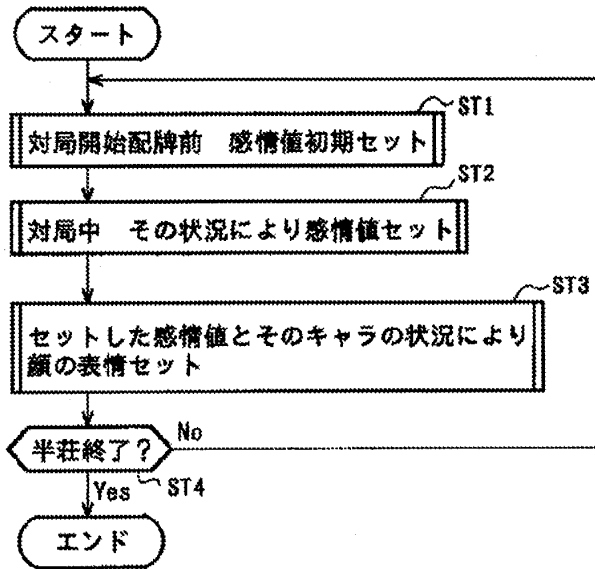 スタート
ST1
対局開始配牌前　感情値初期セット
ST2
対局中　その状況により感情値セット
ST3
セットした感情値とそのキャラの状況により
顔の表情セット
半荘終了？
No
Yes
ST4
エンド